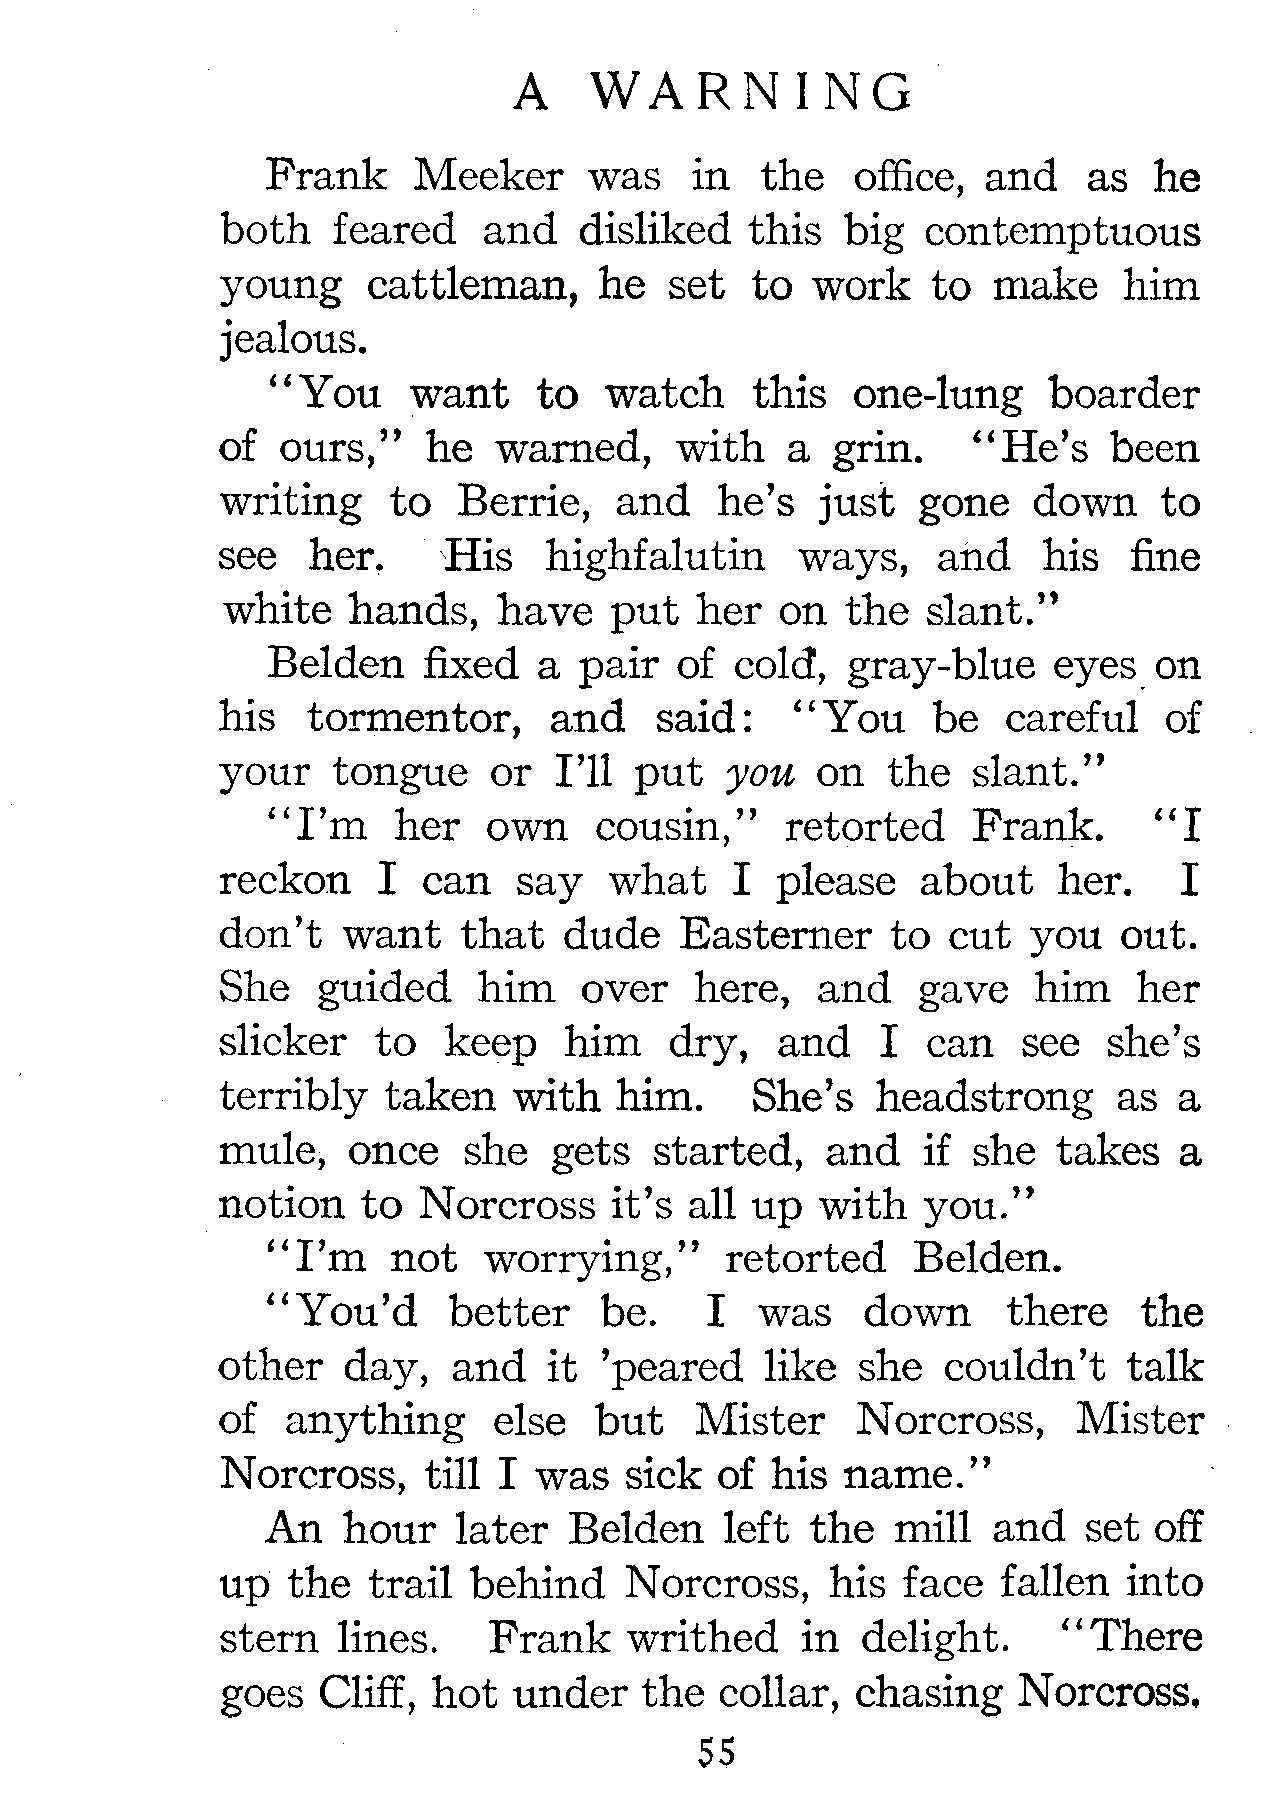 A WARNING
Frank Meeker was in the office, and as he
both feared and disliked this big contemptuous
young cattleman, he set to work to make him
jealous.
"You want to watch this one-lung boarder
of ours," he warned, with a grin. "He's been
writing to Berrie, and he's just gone down to
see her. His highfalutin ways, and his fine
white hands, have put her on the slant."
Belden fixed a pair of cold, gray-blue eyes on
his tormentor, and said: "You be careful of
your tongue or I'll put you on the slant."
"I'm her own cousin," retorted Frank. "I
reckon I can say what I please about her. I
don't want that dude Easterner to cut you out.
She guided him over here, and gave him her
slicker to keep him dry, and I can see she's
terribly taken with him. She's headstrong as a
mule, once she gets started, and if she takes a
notion to Norcross it's all up with you."
"I'm not worrying," retorted Belden.
"You'd better be. I was down there the
other day, and it 'peared like she couldn't talk
of anything else but Mister Norcross, Mister
Norcross, till I was sick of his name."
An hour later Belden left the mill and set off
up the trail behind Norcross, his face fallen into
stern lines. Frank writhed in delight. "There
goes Cliff, hot under the collar, chasing Norcross.
55